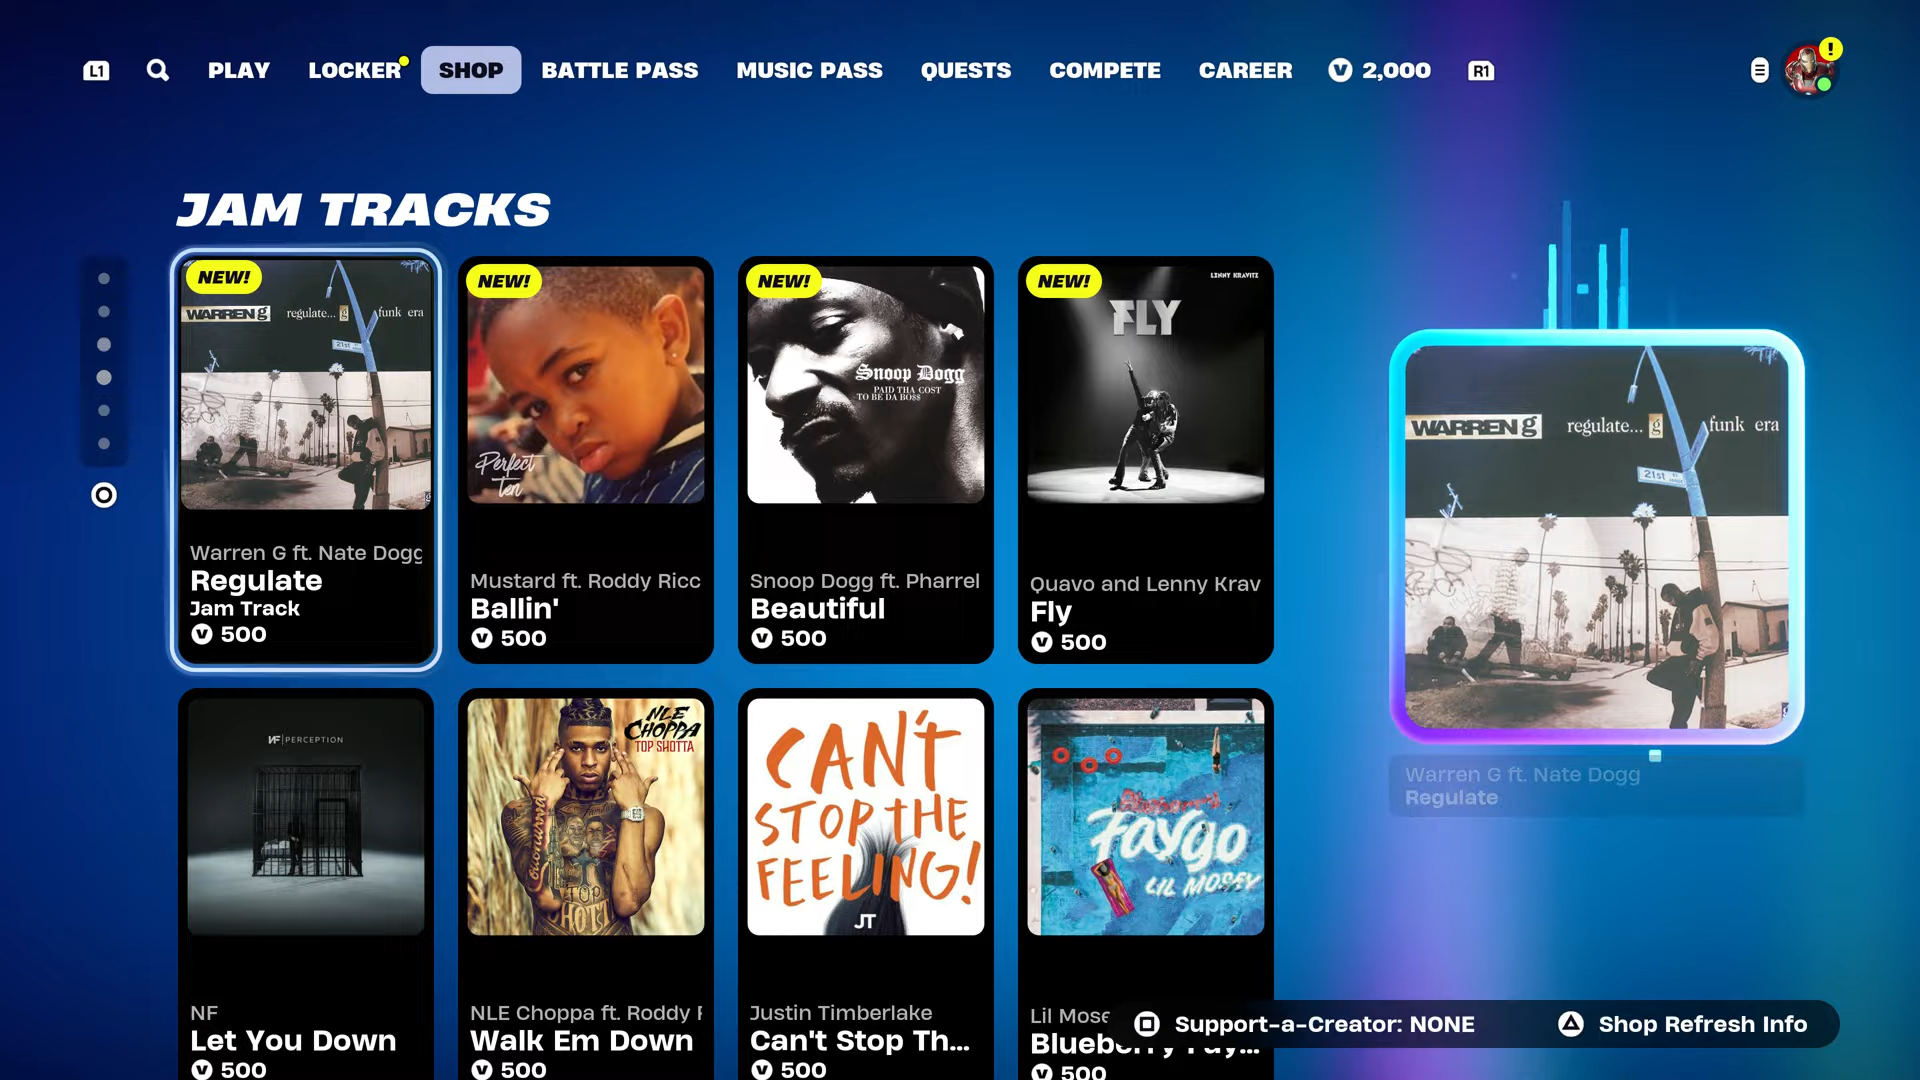 L1 PLAY LOCKER SHOP BATTLE PASS MUSIC PASS QUESTS COMPETE CAREER V 2,000 R1 !
JAM TRACKS
NEW!
WARREN g regulate... g funk era
21st
Warren G ft. Nate Dogg
Regulate
Jam Track
V 500
NEW!
Perfect
Ten
Mustard ft. Roddy Ricc
Ballin'
V 500
NEW!
Snoop Dogg
PAID THA COST
TO BE DA BO$$
Snoop Dogg ft. Pharrel
Beautiful
V 500
NEW!
LENNY KRAVITZ
FLY
Quavo and Lenny Krav
Fly
V 500
WARREN g regulate... g funk era
21st
Warren G ft. Nate Dogg
Regulate
NF PERCEPTION
NF
Let You Down
V 500
NLE
CHOPPA
TOP SHOTTA
TOP
SHOTT
NLE Choppa ft. Roddy R
Walk Em Down
V 500
CAN'T
STOP THE
FEELING!
JT
Justin Timberlake
Can't Stop Th...
V 500
Blueberry
Faygo
LIL MOSEY
Lil Mose
Blueberry Fay...
V 500
Support-a-Creator: NONE
Shop Refresh Info